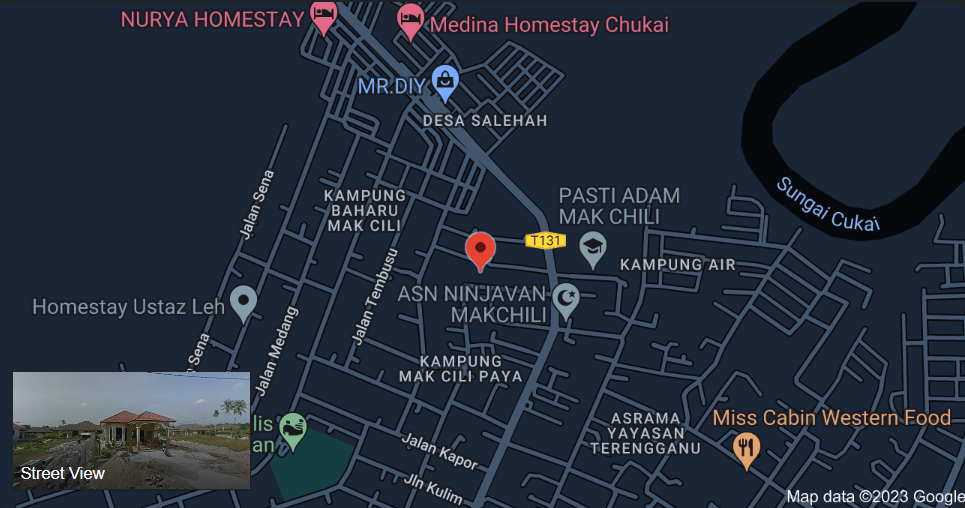 NURYA HOMESTAY
Medina Homestay Chukai
MR.DIY
DESA SALEHAH
Jalan Sena
KAMPUNG
BAHARU
MAK CILI
PASTI ADAM
MAK CHILI
Sungai Cukai
T131
KAMPUNG AIR
Jalan Tembusu
ASN NINJAVAN
MAKCHILI
Homestay Ustaz Leh
Jalan Medang
Sena
KAMPUNG
MAK CILI PAYA
lis
an
Jalan Kapor
Jln Kulim
ASRAMA
YAYASAN
TERENGGANU
Miss Cabin Western Food
Street View
Map data ©2023 Google